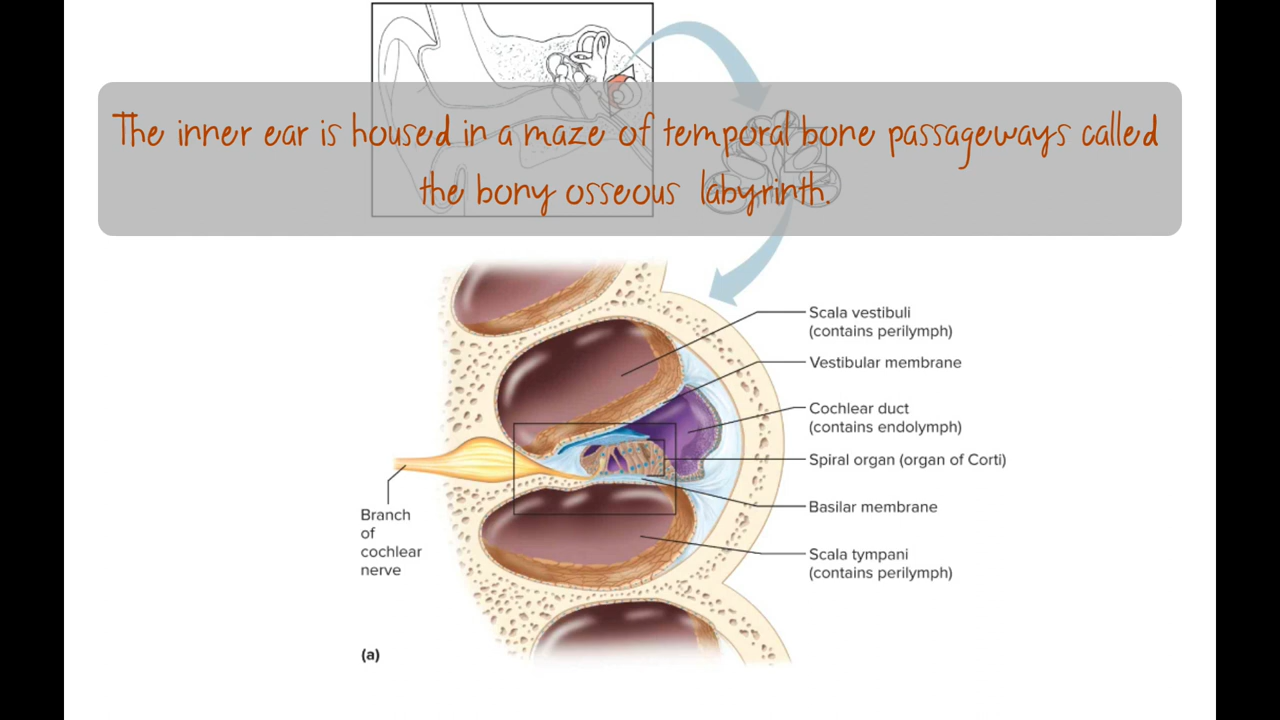 The inner ear is housed in a maze of temporal bone passageways called
the bony osseous labyrinth.
Scala vestibuli
(contains perilymph)
Vestibular membrane
Cochlear duct
(contains endolymph)
Spiral organ (organ of Corti)
Basilar membrane
Scala tympani
(contains perilymph)
Branch
of
cochlear
nerve
(a)